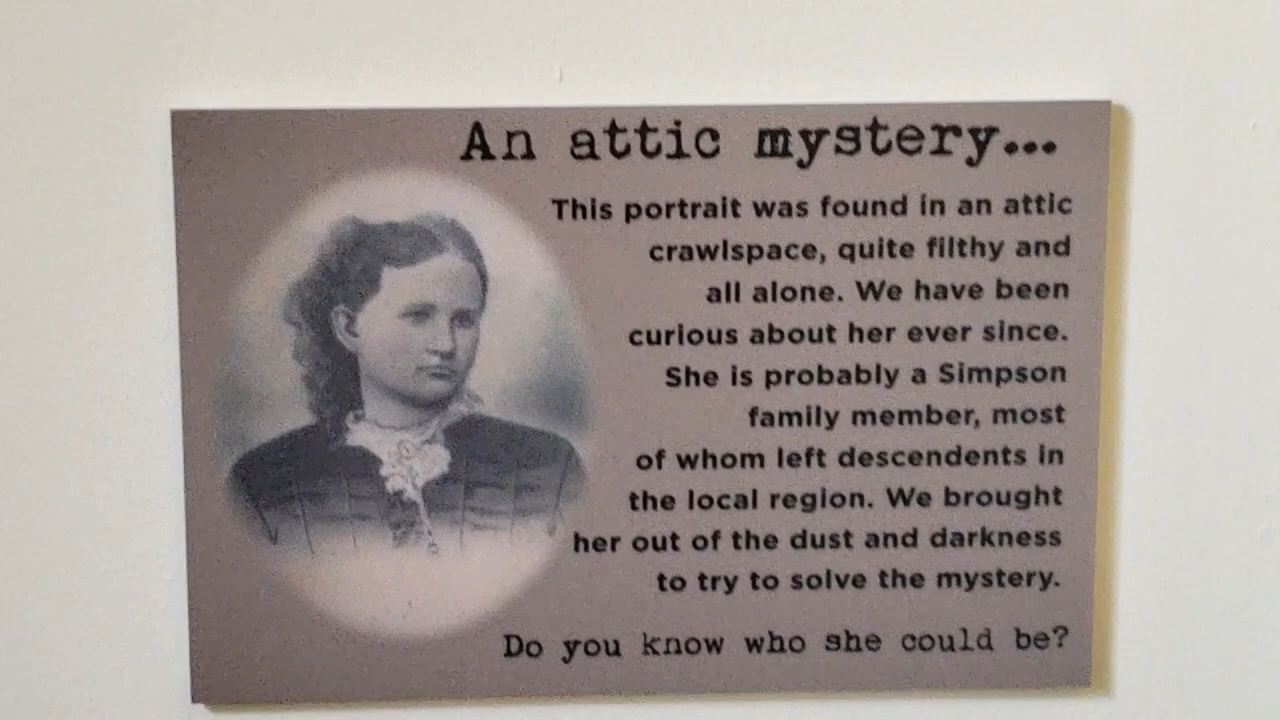 An attic mystery...
This portrait was found in an attic
crawlspace, quite filthy and
all alone. We have been
curious about her ever since.
She is probably a Simpson
family member, most
of whom left descendents in
the local region. We brought
her out of the dust and darkness
to try to solve the mystery.
Do you know who she could be?